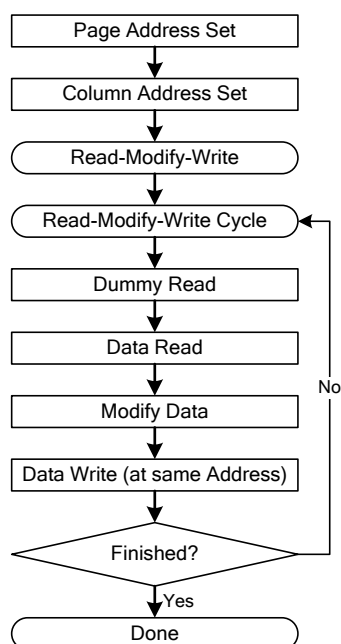 Page Address Set
Column Address Set
Read-Modify-Write
Read-Modify-Write Cycle
Dummy Read
Data Read
No
Modify Data
Data Write (at same Address)
Finished?
Yes
Done